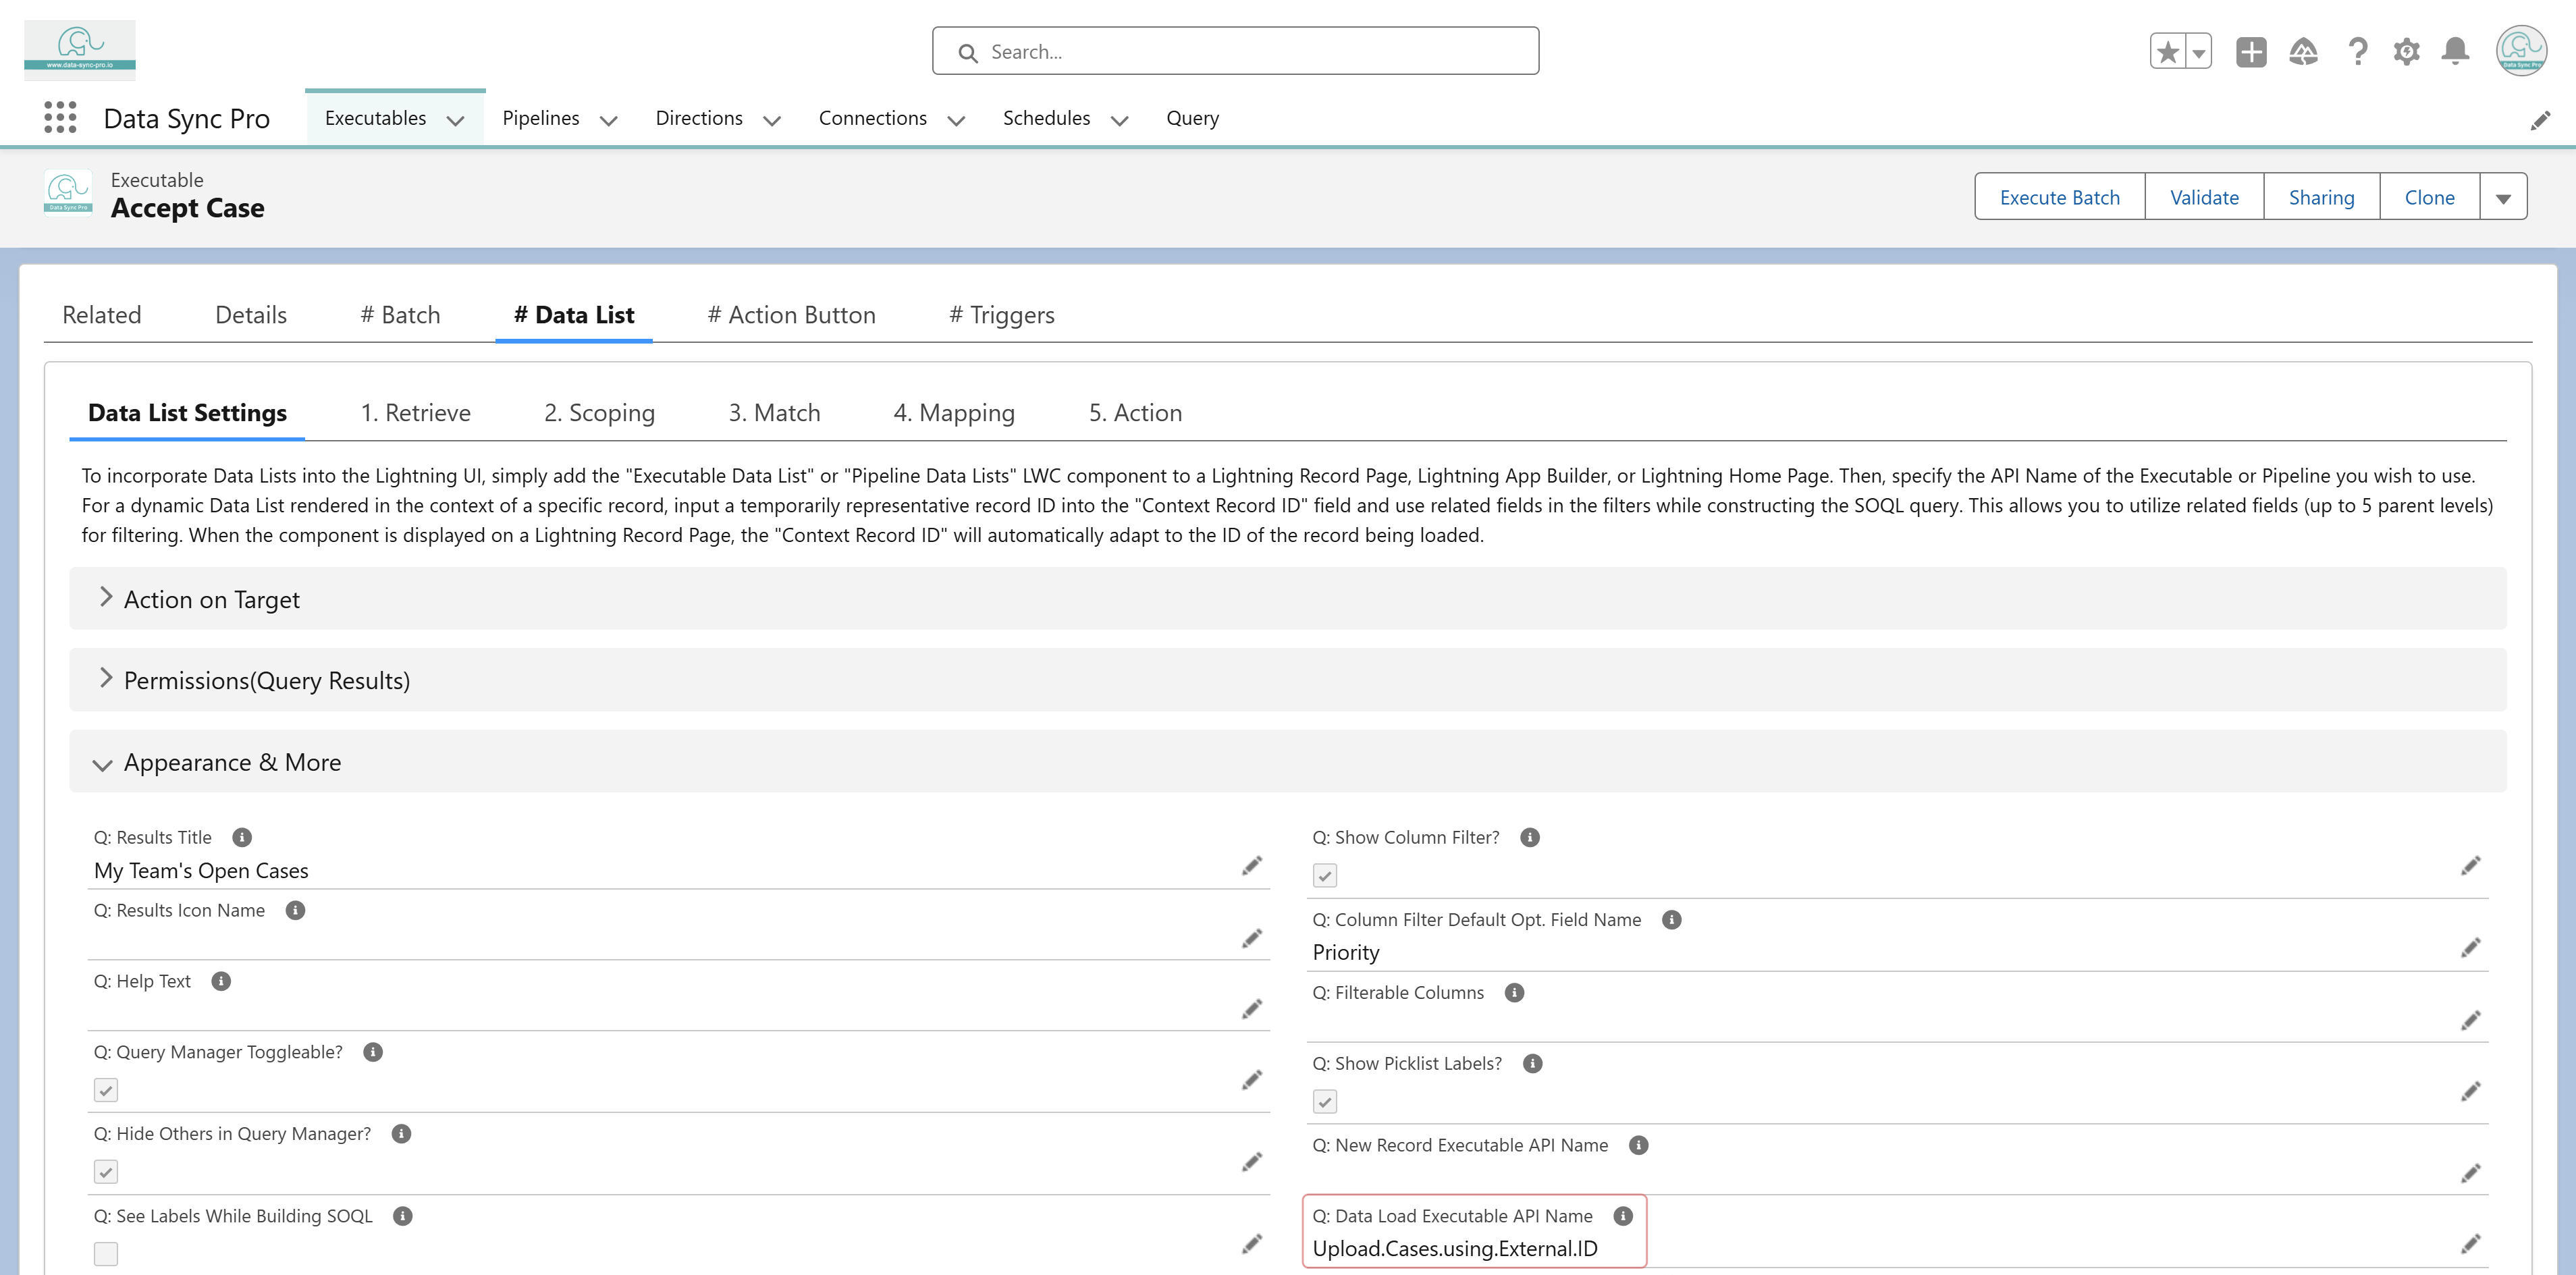 www.data-sync-pro.io
Search...
Data Sync Pro
Data Sync Pro
Executables
Pipelines
Directions
Connections
Schedules
Query
Data Sync Pro
Executable
Accept Case
Execute Batch
Validate
Sharing
Clone
Related
Details
# Batch
# Data List
# Action Button
# Triggers
Data List Settings
1. Retrieve
2. Scoping
3. Match
4. Mapping
5. Action
To incorporate Data Lists into the Lightning UI, simply add the "Executable Data List" or "Pipeline Data Lists" LWC component to a Lightning Record Page, Lightning App Builder, or Lightning Home Page. Then, specify the API Name of the Executable or Pipeline you wish to use.
For a dynamic Data List rendered in the context of a specific record, input a temporarily representative record ID into the "Context Record ID" field and use related fields in the filters while constructing the SOQL query. This allows you to utilize related fields (up to 5 parent levels)
for filtering. When the component is displayed on a Lightning Record Page, the "Context Record ID" will automatically adapt to the ID of the record being loaded.
Action on Target
Permissions(Query Results)
Appearance & More
Q: Results Title
My Team's Open Cases
Q: Results Icon Name
Q: Help Text
Q: Query Manager Toggleable?
Q: Hide Others in Query Manager?
Q: See Labels While Building SOQL
Q: Show Column Filter?
Q: Column Filter Default Opt. Field Name
Priority
Q: Filterable Columns
Q: Show Picklist Labels?
Q: New Record Executable API Name
Q: Data Load Executable API Name
Upload.Cases.using.External.ID